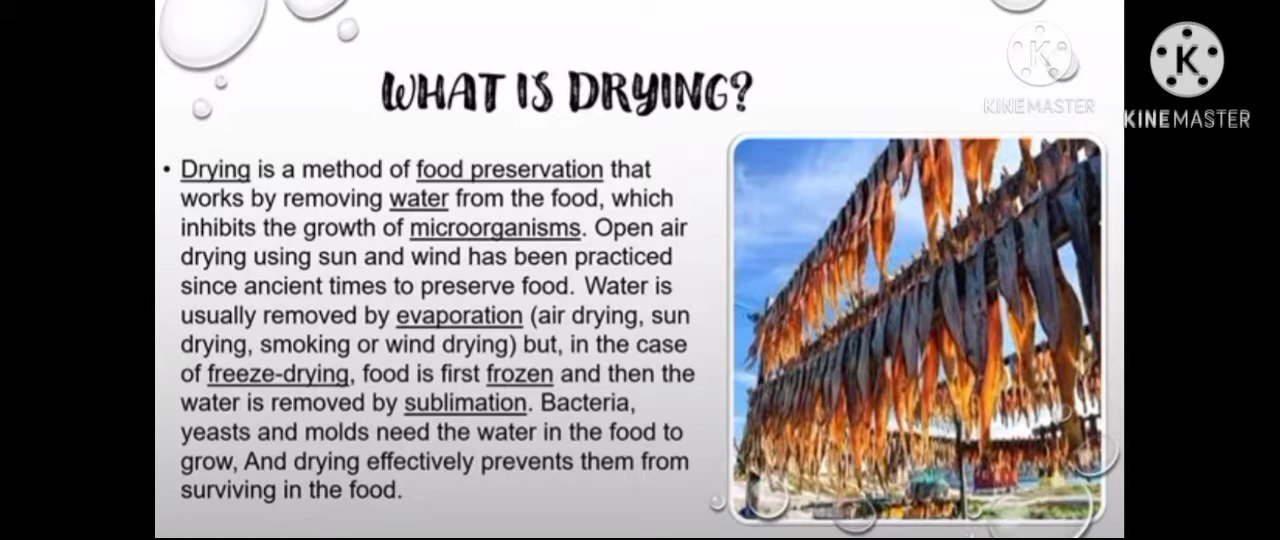 WHAT IS DRYING?
KINEMASTER
KINEMASTER
• Drying is a method of food preservation that
works by removing water from the food, which
inhibits the growth of microorganisms. Open air
drying using sun and wind has been practiced
since ancient times to preserve food. Water is
usually removed by evaporation (air drying, sun
drying, smoking or wind drying) but, in the case
of freeze-drying, food is first frozen and then the
water is removed by sublimation. Bacteria,
yeasts and molds need the water in the food to
grow, And drying effectively prevents them from
surviving in the food.